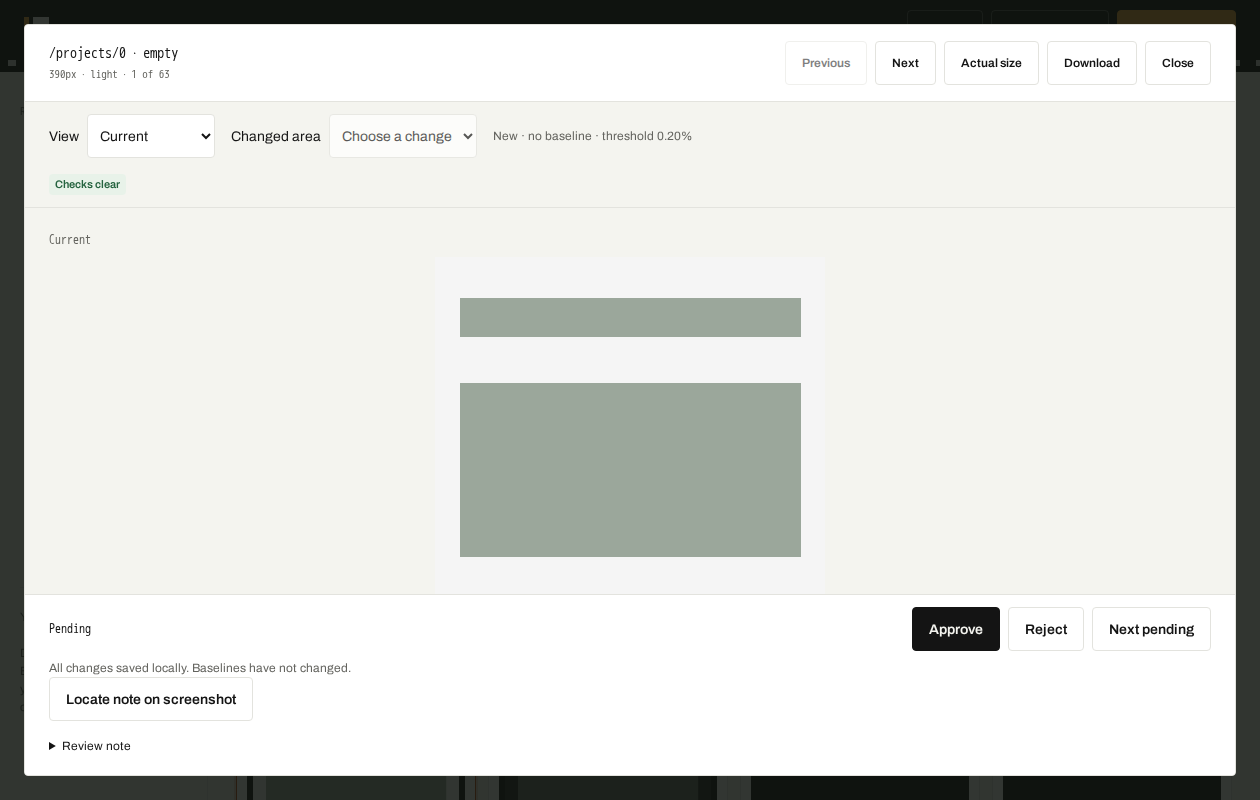 /projects/0 · empty
390px · light · 1 of 63
Previous
Next
Actual size
Download
Close
View
Current
Changed area
Choose a change
New · no baseline · threshold 0.20%
Checks clear
Current
Pending
Approve
Reject
Next pending
All changes saved locally. Baselines have not changed.
Locate note on screenshot
Review note